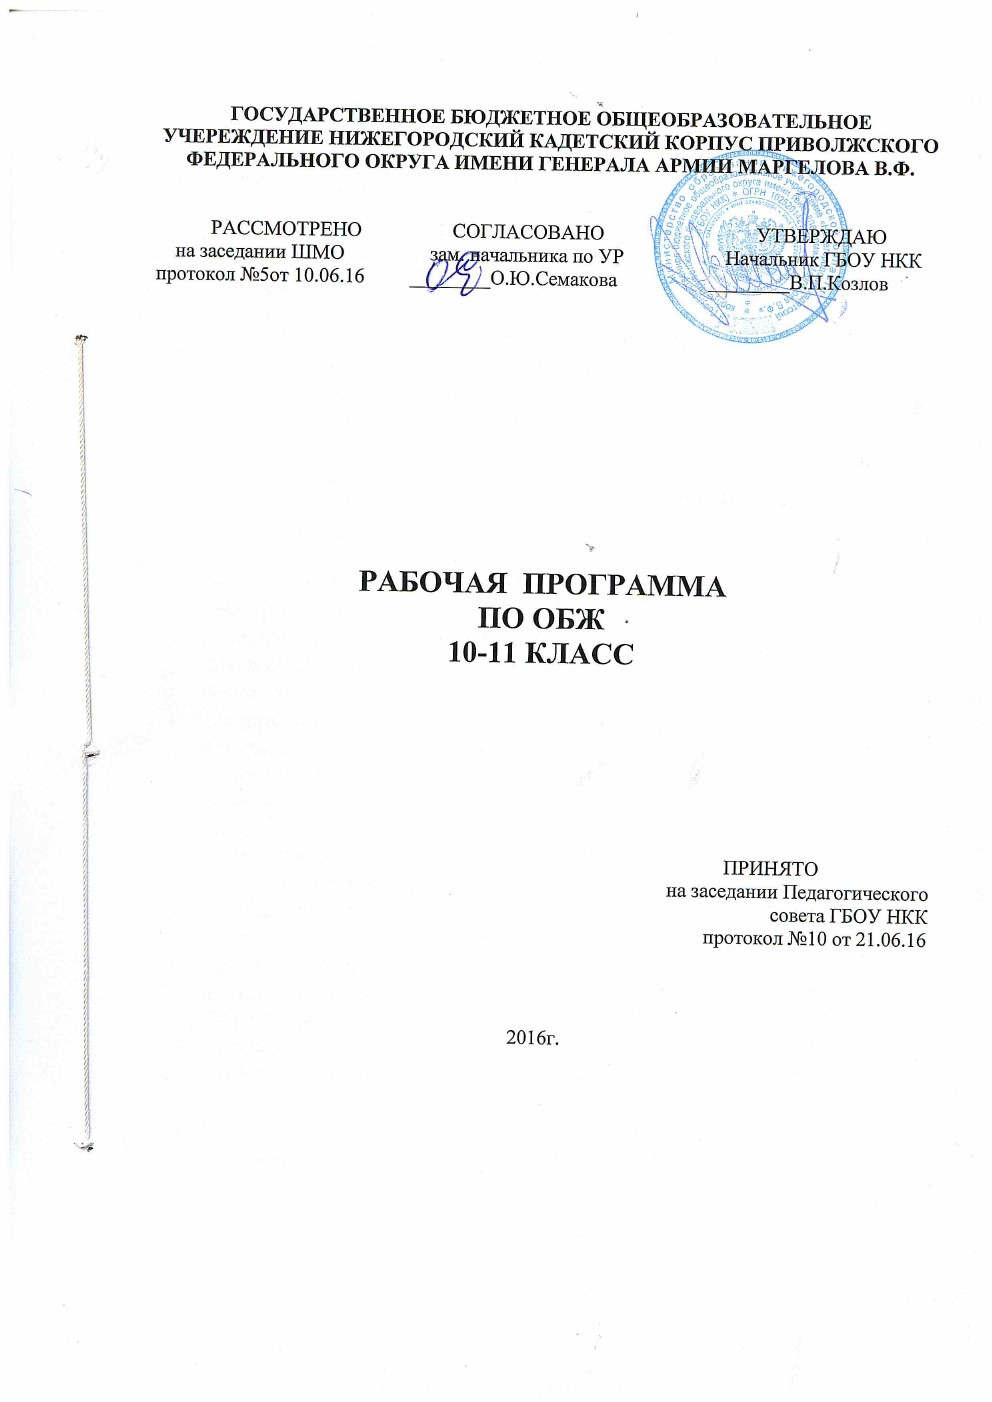 ГОСУДАРСТВЕННОЕ БЮДЖЕТНОЕ ОБЩЕОБРАЗОВАТЕЛЬНОЕ
УЧЕРЕЖДЕНИЕ НИЖЕГОРОДСКИЙ КАДЕТСКИЙ КОРПУС ПРИВОЛЖСКОГО
ФЕДЕРАЛЬНОГО ОКРУГА ИМЕНИ ГЕНЕРАЛА АРМИИ МАРГЕЛОВА В.Ф.
РАССМОТРЕНО
на заседании ШМО
протокол №5от 10.06.16
СОГЛАСОВАНО
зам. начальника по УР
________О.Ю.Семакова
УТВЕРЖДАЮ
Начальник ГБОУ НКК
________В.П.Козлов
РАБОЧАЯ ПРОГРАММА
ПО ОБЖ
10-11 КЛАСС
ПРИНЯТО
на заседании Педагогического
совета ГБОУ НКК
протокол №10 от 21.06.16
2016г.